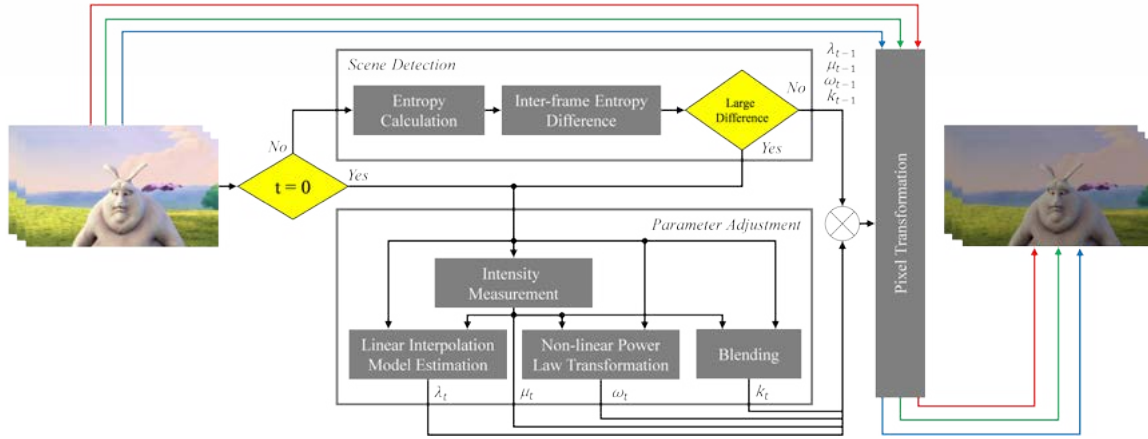 Scene Detection
Entropy
Calculation
Inter-frame Entropy
Difference
Large
Difference
No
Yes
λt−1
μt−1
ωt−1
kt−1
No
t = 0
Yes
Parameter Adjustment
Intensity
Measurement
Linear Interpolation
Model Estimation
Non-linear Power
Law Transformation
Blending
λt
μt
ωt
kt
Pixel Transformation